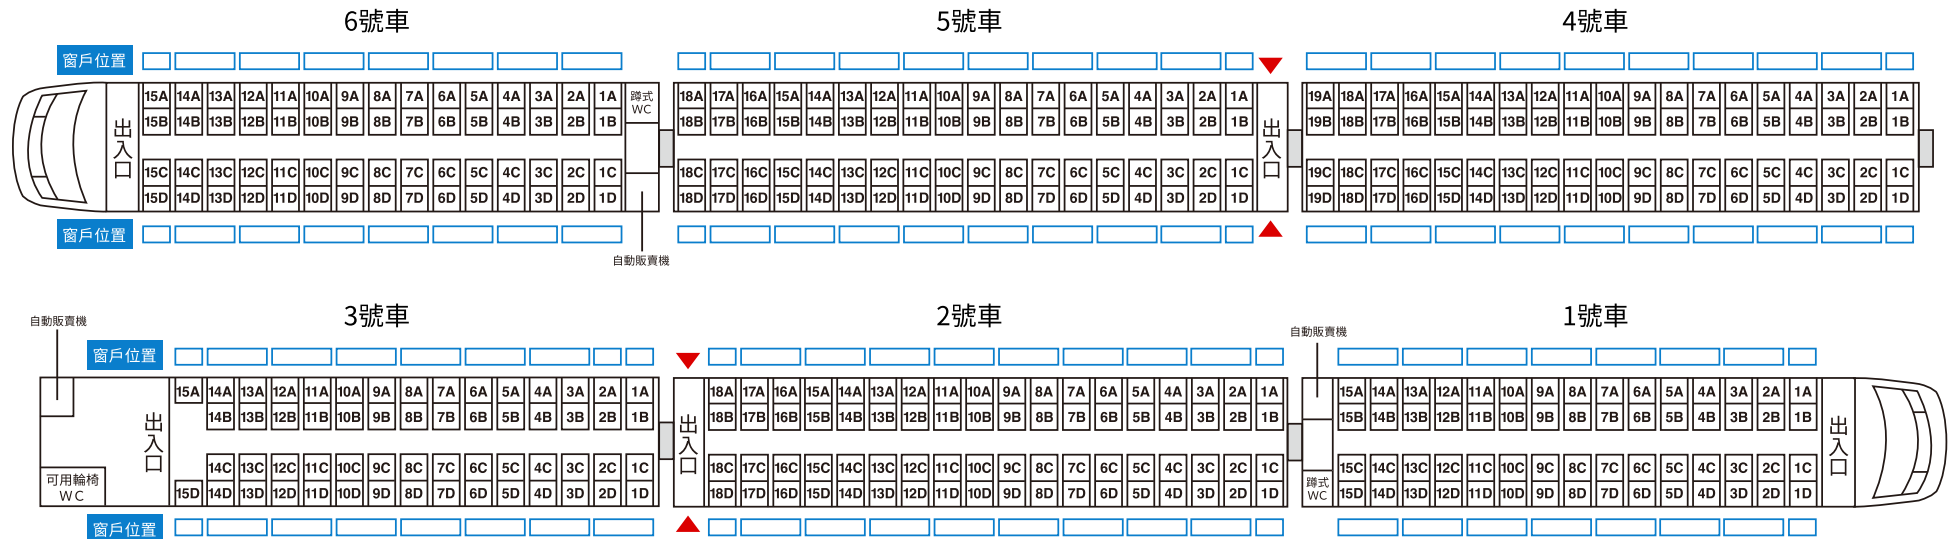 6號車 5號車 4號車
窗戶位置
15A 14A 13A 12A 11A 10A 9A 8A 7A 6A 5A 4A 3A 2A 1A 蹲式 18A 17A 16A 15A 14A 13A 12A 11A 10A 9A 8A 7A 6A 5A 4A 3A 2A 1A 19A 18A 17A 16A 15A 14A 13A 12A 11A 10A 9A 8A 7A 6A 5A 4A 3A 2A 1A
WC
15B 14B 13B 12B 11B 10B 9B 8B 7B 6B 5B 4B 3B 2B 1B 18B 17B 16B 15B 14B 13B 12B 11B 10B 9B 8B 7B 6B 5B 4B 3B 2B 1B 19B 18B 17B 16B 15B 14B 13B 12B 11B 10B 9B 8B 7B 6B 5B 4B 3B 2B 1B
出入口 出入口
15C 14C 13C 12C 11C 10C 9C 8C 7C 6C 5C 4C 3C 2C 1C 18C 17C 16C 15C 14C 13C 12C 11C 10C 9C 8C 7C 6C 5C 4C 3C 2C 1C 19C 18C 17C 16C 15C 14C 13C 12C 11C 10C 9C 8C 7C 6C 5C 4C 3C 2C 1C
15D 14D 13D 12D 11D 10D 9D 8D 7D 6D 5D 4D 3D 2D 1D 18D 17D 16D 15D 14D 13D 12D 11D 10D 9D 8D 7D 6D 5D 4D 3D 2D 1D 19D 18D 17D 16D 15D 14D 13D 12D 11D 10D 9D 8D 7D 6D 5D 4D 3D 2D 1D
窗戶位置
自動販賣機
3號車 2號車 1號車
自動販賣機 自動販賣機
窗戶位置
15A 14A 13A 12A 11A 10A 9A 8A 7A 6A 5A 4A 3A 2A 1A 18A 17A 16A 15A 14A 13A 12A 11A 10A 9A 8A 7A 6A 5A 4A 3A 2A 1A 15A 14A 13A 12A 11A 10A 9A 8A 7A 6A 5A 4A 3A 2A 1A
14B 13B 12B 11B 10B 9B 8B 7B 6B 5B 4B 3B 2B 1B 18B 17B 16B 15B 14B 13B 12B 11B 10B 9B 8B 7B 6B 5B 4B 3B 2B 1B 15B 14B 13B 12B 11B 10B 9B 8B 7B 6B 5B 4B 3B 2B 1B
出入口 出入口 出入口
14C 13C 12C 11C 10C 9C 8C 7C 6C 5C 4C 3C 2C 1C 18C 17C 16C 15C 14C 13C 12C 11C 10C 9C 8C 7C 6C 5C 4C 3C 2C 1C 15C 14C 13C 12C 11C 10C 9C 8C 7C 6C 5C 4C 3C 2C 1C
可用輪椅 蹲式
WC WC
15D 14D 13D 12D 11D 10D 9D 8D 7D 6D 5D 4D 3D 2D 1D 18D 17D 16D 15D 14D 13D 12D 11D 10D 9D 8D 7D 6D 5D 4D 3D 2D 1D 15D 14D 13D 12D 11D 10D 9D 8D 7D 6D 5D 4D 3D 2D 1D
窗戶位置